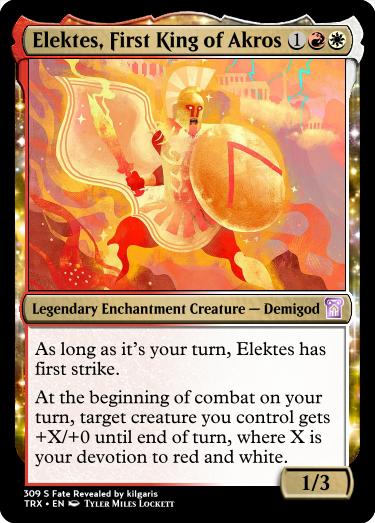 Elektes, First King of Akros 1
Legendary Enchantment Creature — Demigod
As long as it's your turn, Elektes has
first strike.
At the beginning of combat on your
turn, target creature you control gets
+X/+0 until end of turn, where X is
your devotion to red and white.
1/3
309 S Fate Revealed by kilgaris
TRX • EN Tyler Miles Lockett